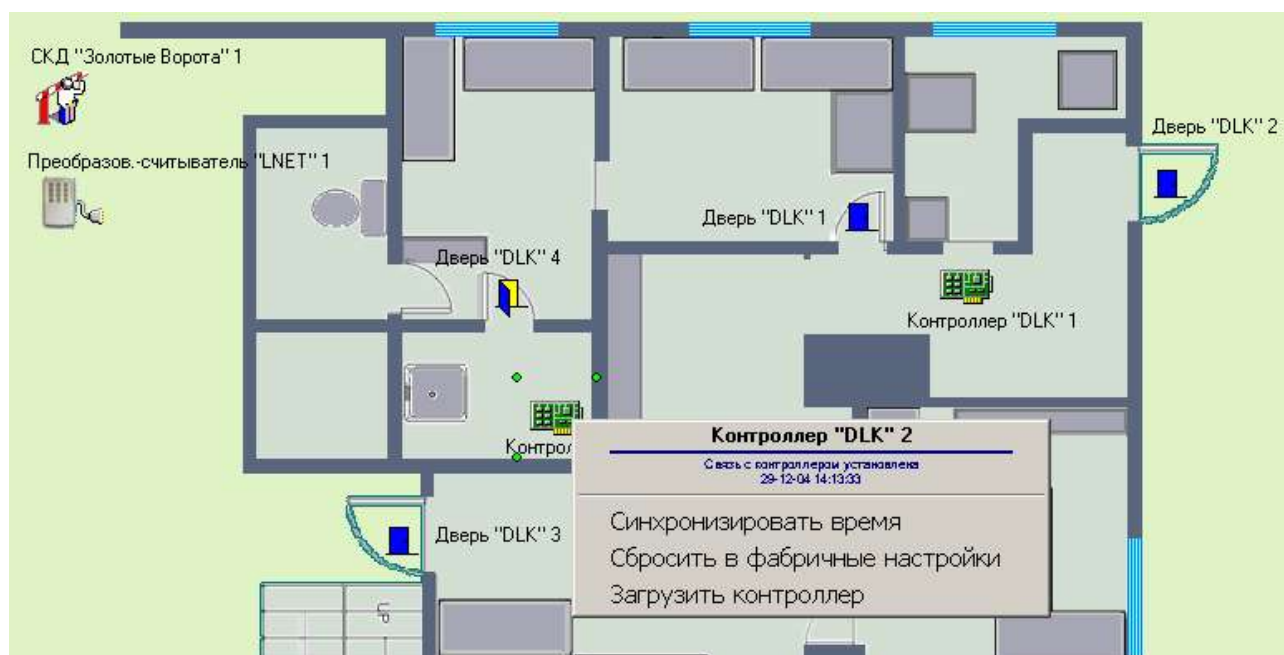 СКД "Золотые Ворота" 1
Преобразов.-считыватель "LNET" 1
Дверь "DLK" 2
Дверь "DLK" 1
Дверь "DLK" 4
Контроллер "DLK" 1
Контрол
Контроллер "DLK" 2
Связь с контроллером установлена
29-12-04 14:13:33
Синхронизировать время
Сбросить в фабричные настройки
Загрузить контроллер
Дверь "DLK" 3
UP